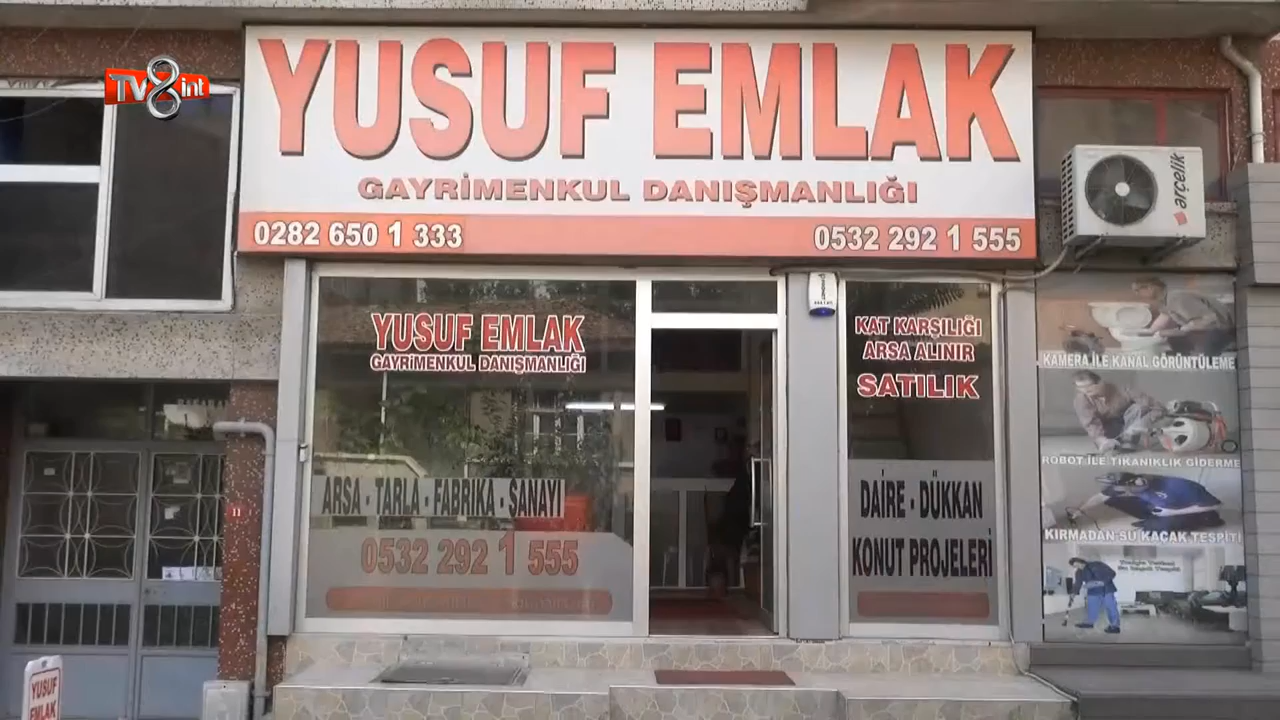 TV8int
YUSUF EMLAK
GAYRİMENKUL DANIŞMANLIĞI
0282 650 1 333
0532 292 1 555
arçelik
YUSUF EMLAK
GAYRİMENKUL DANIŞMANLIĞI
ARSA - TARLA - FABRIKA - SANAYI
0532 292 1 555
KAT KARŞILIĞI
ARSA ALINIR
SATILIK
DAİRE - DÜKKAN
KONUT PROJELERİ
KAMERA İLE KANAL GÖRÜNTÜLEME
ROBOT İLE TIKANIKLIK GİDERME
KIRMADAN SU KAÇAK TESPİTİ
11
YUSUF
EMLAK